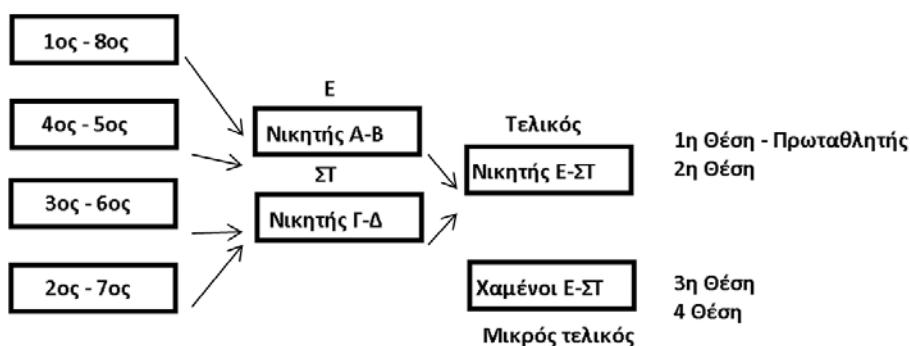 1ος - 8ος
4ος - 5ος
3ος - 6ος
2ος - 7ος
Ε
Νικητής Α-Β
ΣΤ
Νικητής Γ-Δ
Τελικός
Νικητής Ε-ΣΤ
1η Θέση - Πρωταθλητής
2η Θέση
Χαμένοι Ε-ΣΤ
Μικρός τελικός
3η Θέση
4 Θέση